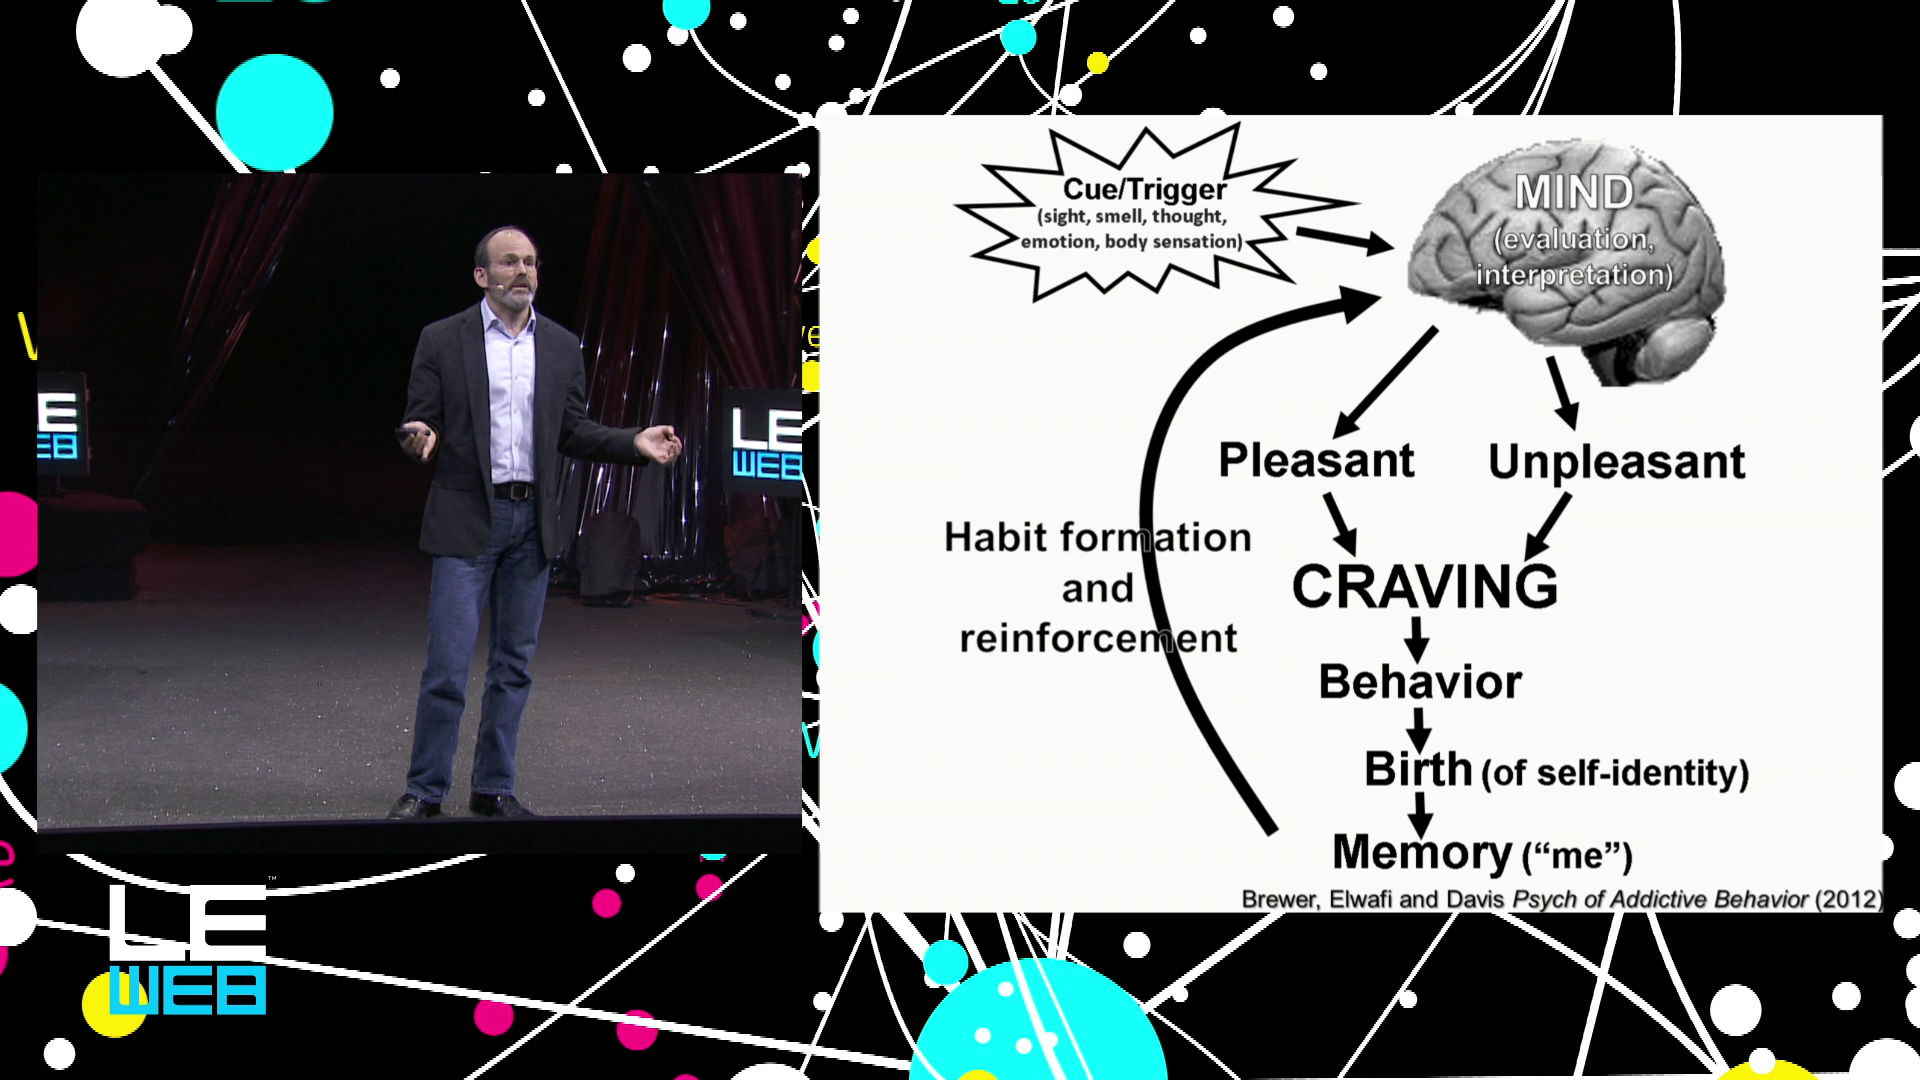 Cue/Trigger
(sight, smell, thought,
emotion, body sensation)
MIND
(evaluation,
interpretation)
Pleasant
Unpleasant
Habit formation
and
reinforcement
CRAVING
Behavior
Birth (of self-identity)
Memory (“me”)
Brewer, Elwafi and Davis Psych of Addictive Behavior (2012)
LE
WEB
LE
WEB
E
EB
™